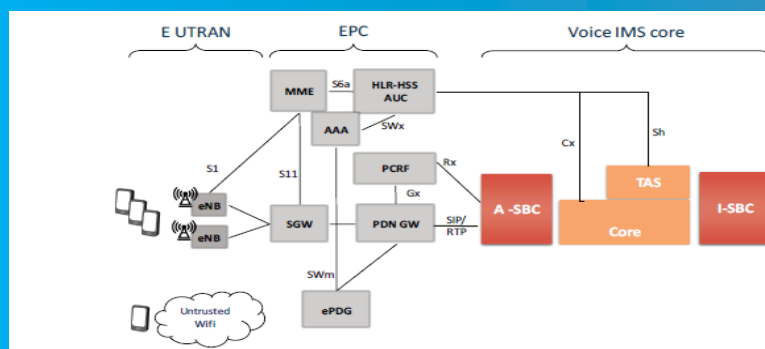 E UTRAN
EPC
Voice IMS core
MME
S6a
HLR-HSS
AUC
AAA
SWx
Cx
Sh
S1
S11
PCRF
Rx
Gx
TAS
eNB
eNB
SGW
PDN GW
SIP/
RTP
A -SBC
Core
I-SBC
SWm
ePDG
Untrusted
Wifi